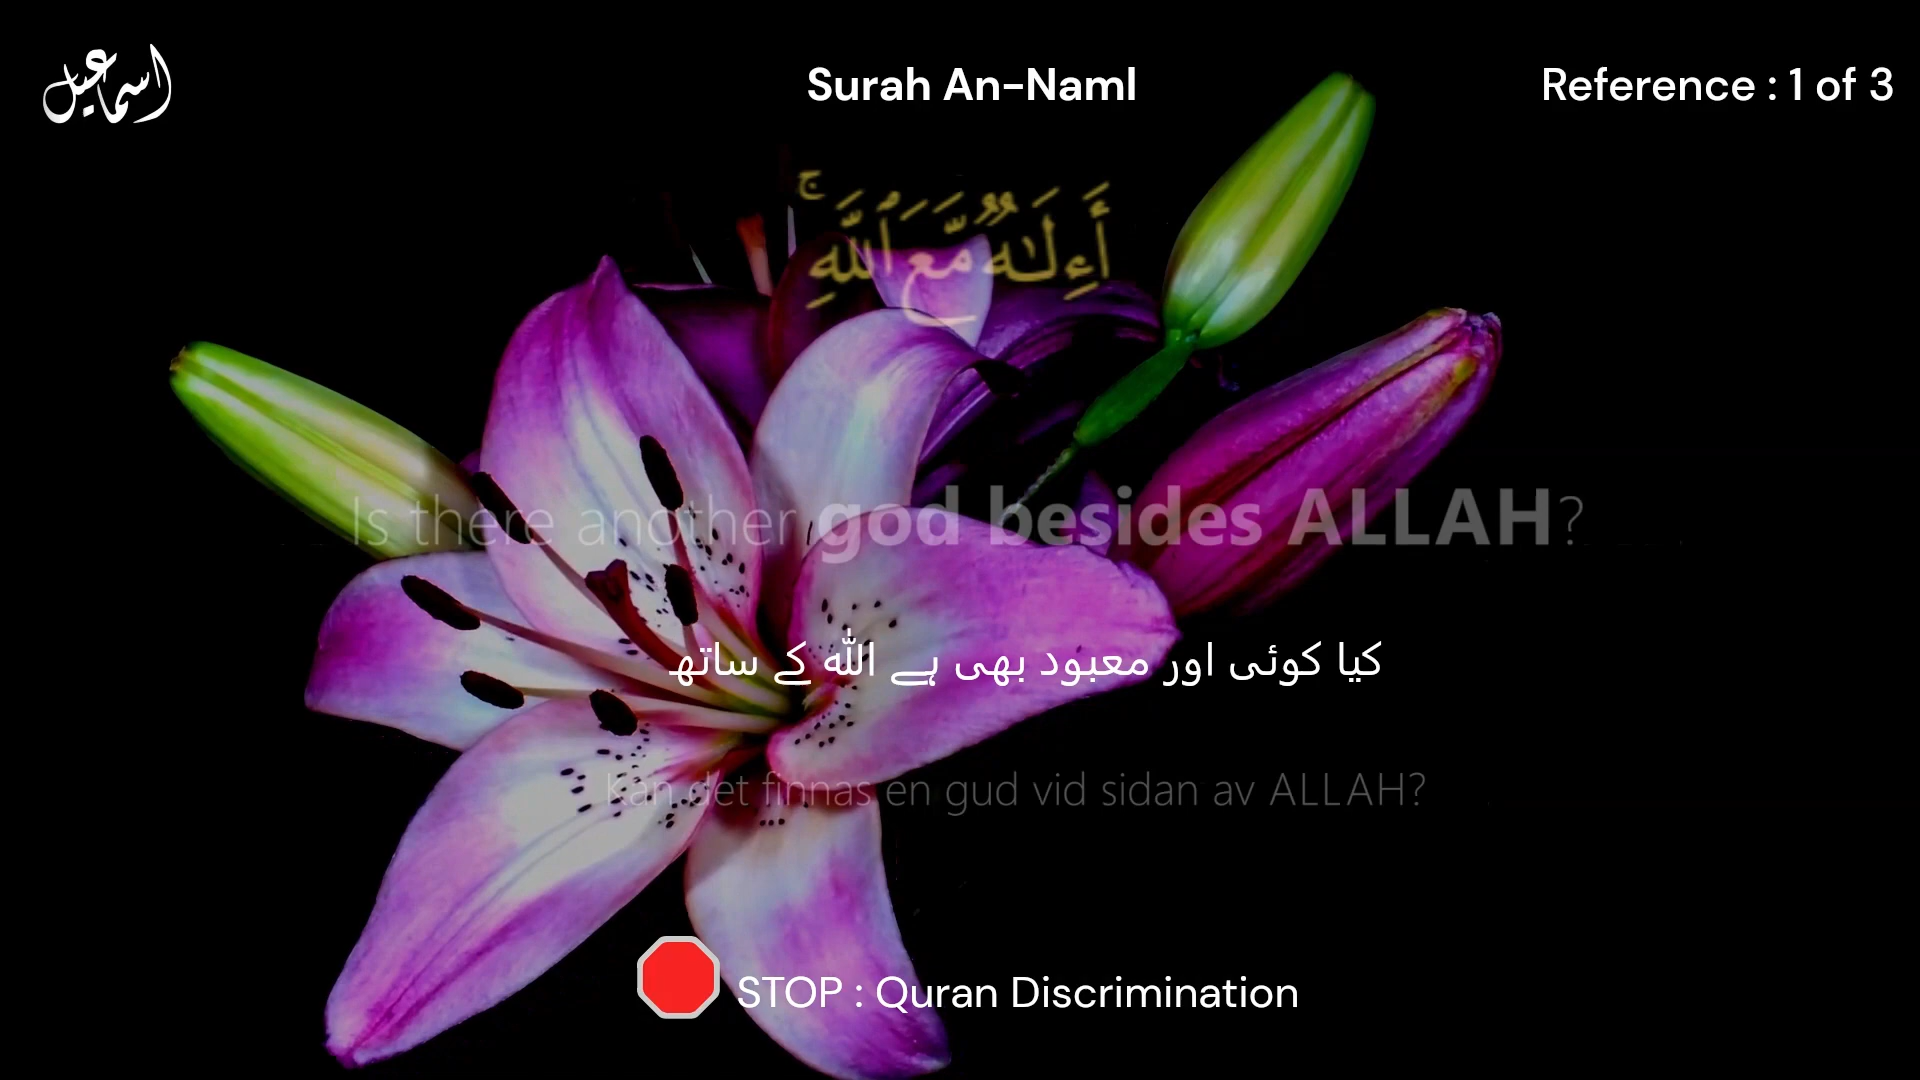 اسماعیل
Surah An-Naml
Reference : 1 of 3
أَءِلَـٰهٌ مَّعَ ٱللَّهِ ۚ
Is there another god besides ALLAH?
کیا کوئی اور معبود بھی ہے اللہ کے ساتھ
Kan det finnas en gud vid sidan av ALLAH?
STOP : Quran Discrimination